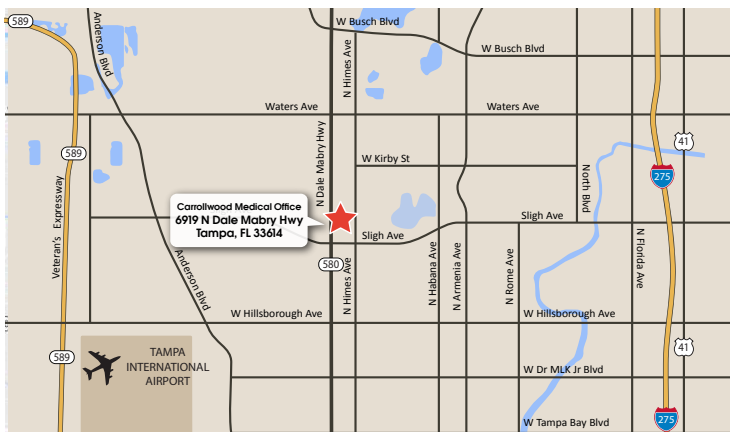 589
Anderson Blvd
W Busch Blvd
N Himes Ave
W Busch Blvd
Waters Ave
Waters Ave
N Dale Mabry Hwy
589
W Kirby St
41
275
North Blvd
Carrollwood Medical Office
6919 N Dale Mabry Hwy
Tampa, FL 33614
Sligh Ave
Sligh Ave
Veteran's Expressway
Anderson Blvd
580
N Himes Ave
N Habana Ave
N Armenia Ave
N Rome Ave
N Florida Ave
W Hillsborough Ave
W Hillsborough Ave
589
TAMPA
INTERNATIONAL
AIRPORT
41
W Dr MLK Jr Blvd
W Tampa Bay Blvd
275